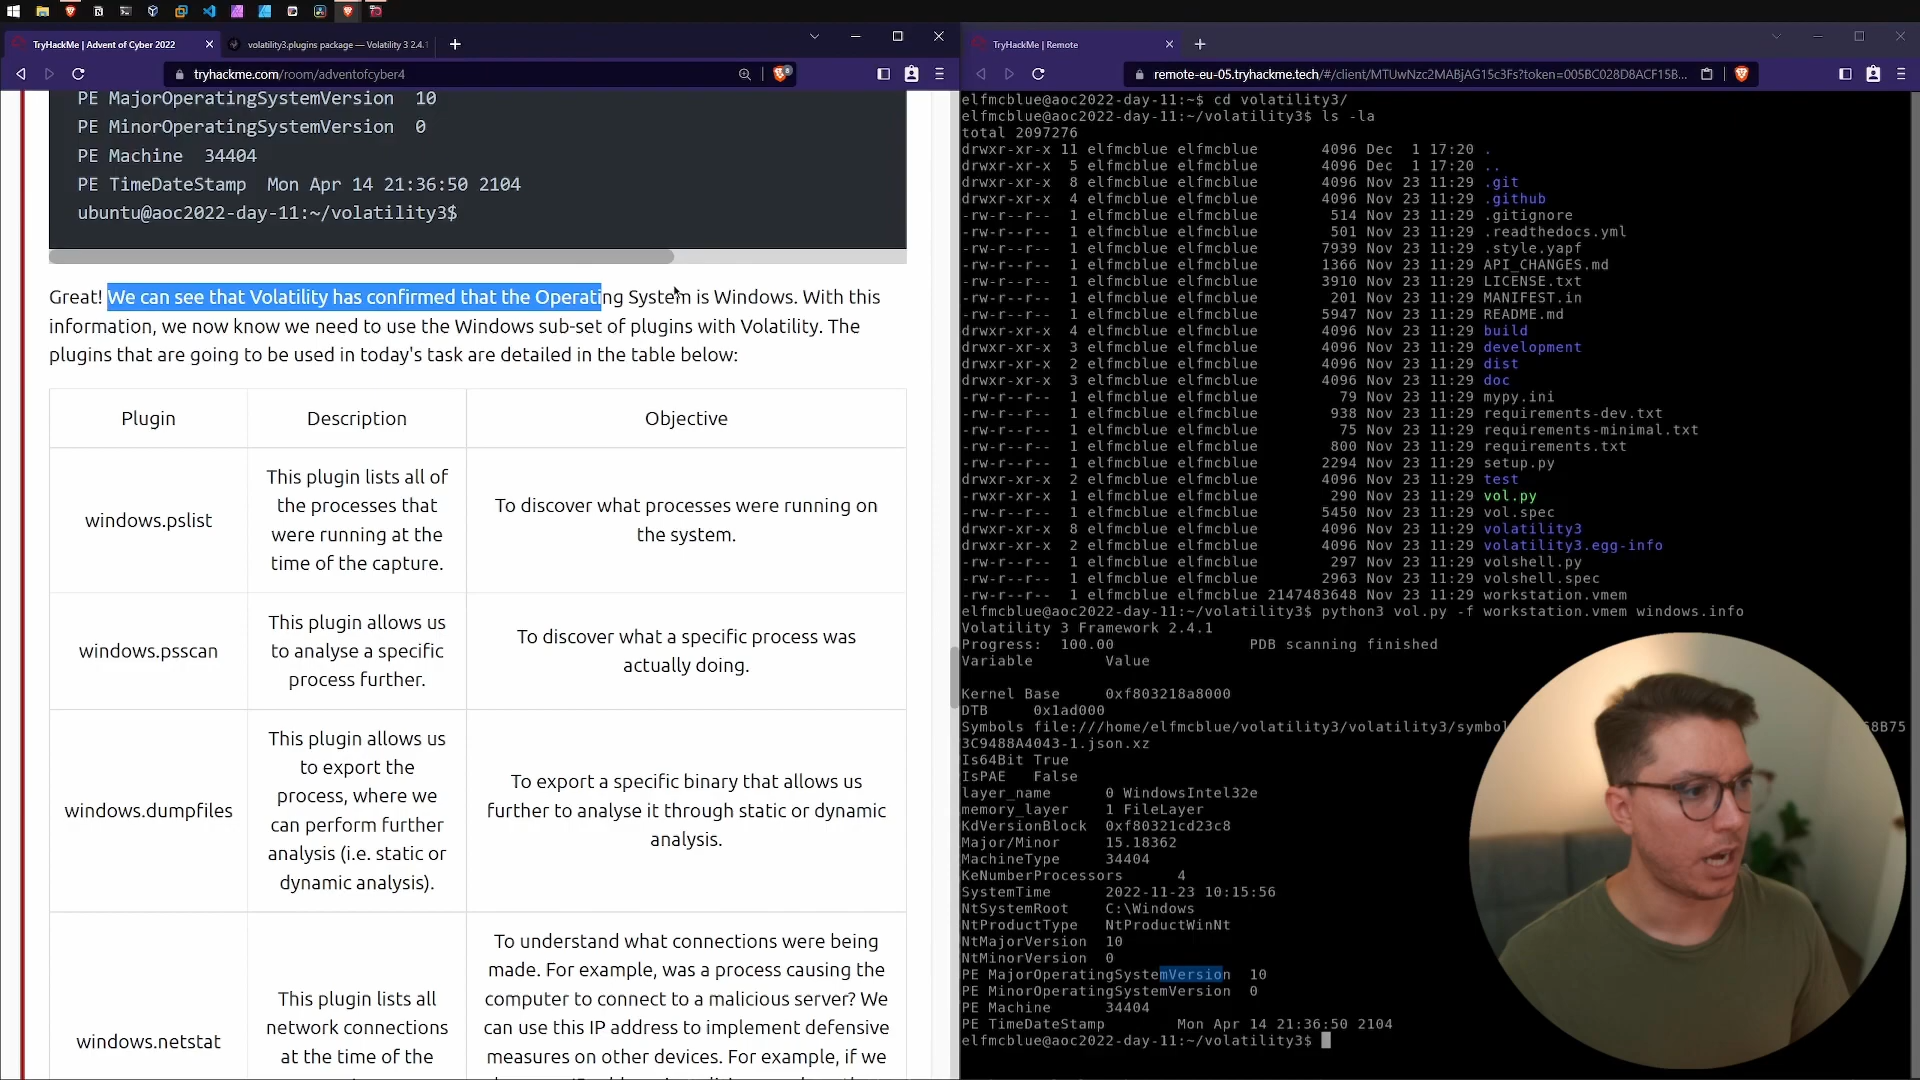 TryHackMe | Advent of Cyber 2022
volatility3.plugins package — Volatility 3 2.4.1
tryhackme.com/room/adventofcyber4
PE MajorOperatingSystemVersion 10
PE MinorOperatingSystemVersion 0
PE Machine 34404
PE TimeDateStamp Mon Apr 14 21:36:50 2104
ubuntu@aoc2022-day-11:~/volatility3$
Great! We can see that Volatility has confirmed that the Operating System is Windows. With this
information, we now know we need to use the Windows sub-set of plugins with Volatility. The
plugins that are going to be used in today's task are detailed in the table below:
Plugin Description Objective
windows.pslist
This plugin lists all of
the processes that
were running at the
time of the capture.
To discover what processes were running on
the system.
windows.psscan
This plugin allows us
to analyse a specific
process further.
To discover what a specific process was
actually doing.
windows.dumpfiles
This plugin allows us
to export the
process, where we
can perform further
analysis (i.e. static or
dynamic analysis).
To export a specific binary that allows us
further to analyse it through static or dynamic
analysis.
windows.netstat
This plugin lists all
network connections
at the time of the
To understand what connections were being
made. For example, was a process causing the
computer to connect to a malicious server? We
can use this IP address to implement defensive
measures on other devices. For example, if we
TryHackMe | Remote
remote-eu-05.tryhackme.tech/#/client/MTUwNzc2MABjAG15c3Fs?token=005BC028D8ACF15B...
elfmcblue@aoc2022-day-11:~$ cd volatility3/
elfmcblue@aoc2022-day-11:~/volatility3$ ls -la
total 2097276
drwxr-xr-x 11 elfmcblue elfmcblue 4096 Dec 1 17:20 .
drwxr-xr-x 5 elfmcblue elfmcblue 4096 Dec 1 17:20 ..
drwxr-xr-x 8 elfmcblue elfmcblue 4096 Nov 23 11:29 .git
drwxr-xr-x 4 elfmcblue elfmcblue 4096 Nov 23 11:29 .github
-rw-r--r-- 1 elfmcblue elfmcblue 514 Nov 23 11:29 .gitignore
-rw-r--r-- 1 elfmcblue elfmcblue 501 Nov 23 11:29 .readthedocs.yml
-rw-r--r-- 1 elfmcblue elfmcblue 7939 Nov 23 11:29 .style.yapf
-rw-r--r-- 1 elfmcblue elfmcblue 1366 Nov 23 11:29 API_CHANGES.md
-rw-r--r-- 1 elfmcblue elfmcblue 3910 Nov 23 11:29 LICENSE.txt
-rw-r--r-- 1 elfmcblue elfmcblue 201 Nov 23 11:29 MANIFEST.in
-rw-r--r-- 1 elfmcblue elfmcblue 5947 Nov 23 11:29 README.md
drwxr-xr-x 4 elfmcblue elfmcblue 4096 Nov 23 11:29 build
drwxr-xr-x 3 elfmcblue elfmcblue 4096 Nov 23 11:29 development
drwxr-xr-x 2 elfmcblue elfmcblue 4096 Nov 23 11:29 dist
drwxr-xr-x 3 elfmcblue elfmcblue 4096 Nov 23 11:29 doc
-rw-r--r-- 1 elfmcblue elfmcblue 79 Nov 23 11:29 mypy.ini
-rw-r--r-- 1 elfmcblue elfmcblue 938 Nov 23 11:29 requirements-dev.txt
-rw-r--r-- 1 elfmcblue elfmcblue 75 Nov 23 11:29 requirements-minimal.txt
-rw-r--r-- 1 elfmcblue elfmcblue 800 Nov 23 11:29 requirements.txt
-rw-r--r-- 1 elfmcblue elfmcblue 2294 Nov 23 11:29 setup.py
drwxr-xr-x 2 elfmcblue elfmcblue 4096 Nov 23 11:29 test
-rwxr-xr-x 1 elfmcblue elfmcblue 290 Nov 23 11:29 vol.py
-rw-r--r-- 1 elfmcblue elfmcblue 5450 Nov 23 11:29 vol.spec
drwxr-xr-x 8 elfmcblue elfmcblue 4096 Nov 23 11:29 volatility3
drwxr-xr-x 2 elfmcblue elfmcblue 4096 Nov 23 11:29 volatility3.egg-info
-rw-r--r-- 1 elfmcblue elfmcblue 297 Nov 23 11:29 volshell.py
-rw-r--r-- 1 elfmcblue elfmcblue 2963 Nov 23 11:29 volshell.spec
-rw-r--r-- 1 elfmcblue elfmcblue 2147483648 Nov 23 11:29 workstation.vmem
elfmcblue@aoc2022-day-11:~/volatility3$ python3 vol.py -f workstation.vmem windows.info
Volatility 3 Framework 2.4.1
Progress: 100.00 PDB scanning finished
Variable Value
Kernel Base 0xf803218a8000
DTB 0x1ad000
Symbols file:///home/elfmcblue/volatility3/volatility3/symbol 68B75
3C9488A4043-1.json.xz
Is64Bit True
IsPAE False
layer_name 0 WindowsIntel32e
memory_layer 1 FileLayer
KdVersionBlock 0xf80321cd23c8
Major/Minor 15.18362
MachineType 34404
KeNumberProcessors 4
SystemTime 2022-11-23 10:15:56
NtSystemRoot C:\Windows
NtProductType NtProductWinNt
NtMajorVersion 10
NtMinorVersion 0
PE MajorOperatingSystemVersion 10
PE MinorOperatingSystemVersion 0
PE Machine 34404
PE TimeDateStamp Mon Apr 14 21:36:50 2104
elfmcblue@aoc2022-day-11:~/volatility3$